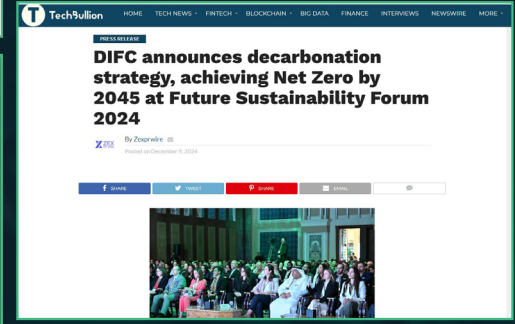 TechBullion
HOME TECH NEWS FINTECH BLOCKCHAIN BIG DATA FINANCE INTERVIEWS NEWSWIRE MORE
PRESS RELEASE
DIFC announces decarbonation
strategy, achieving Net Zero by
2045 at Future Sustainability Forum
2024
ZEX
By Zexprwire
Posted on December 9, 2024
SHARE TWEET SHARE EMAIL